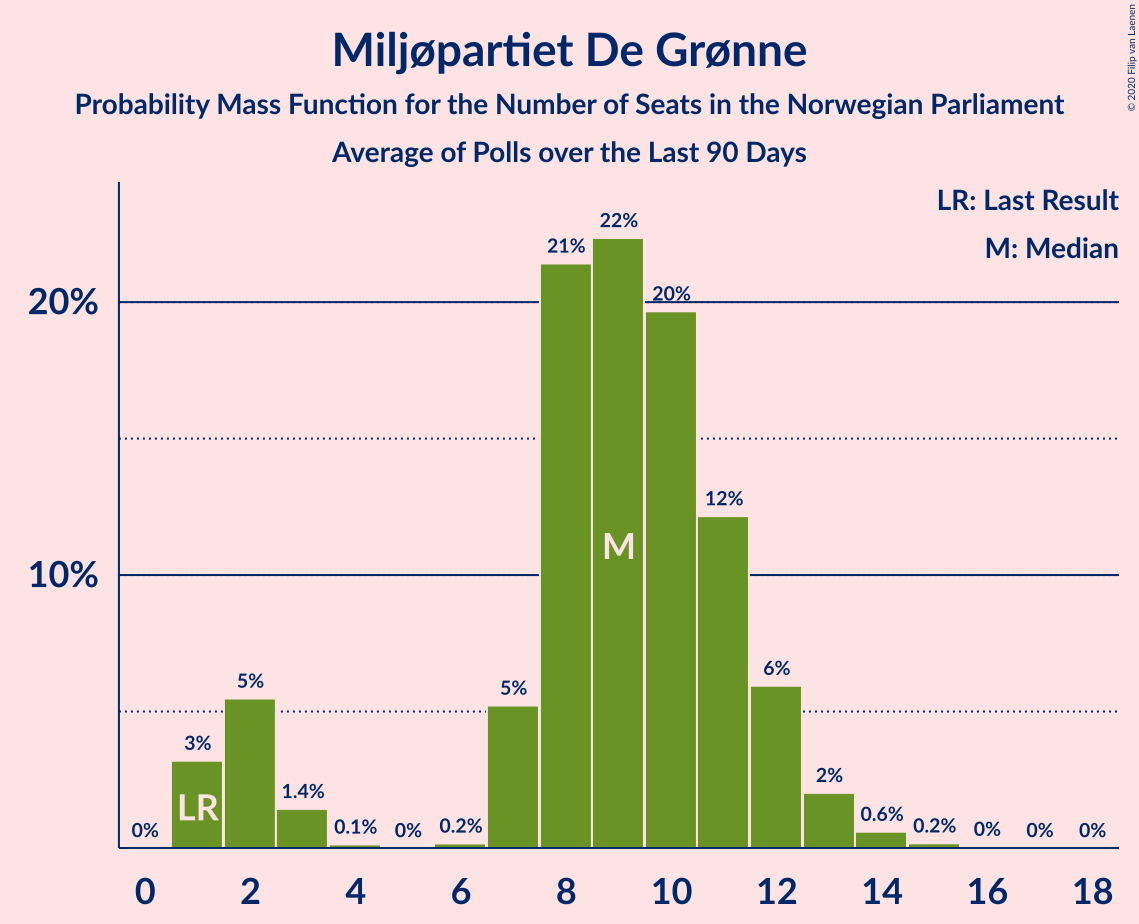 Miljøpartiet De Grønne
Probability Mass Function for the Number of Seats in the Norwegian Parliament
Average of Polls over the Last 90 Days
© 2020 Filip van Laenen
LR: Last Result
M: Median
20%
10%
0%
3%
5%
1.4%
0.1%
0%
0.2%
5%
21%
22%
20%
12%
6%
2%
0.6%
0.2%
0%
0%
0%
LR
M
0 2 4 6 8 10 12 14 16 18